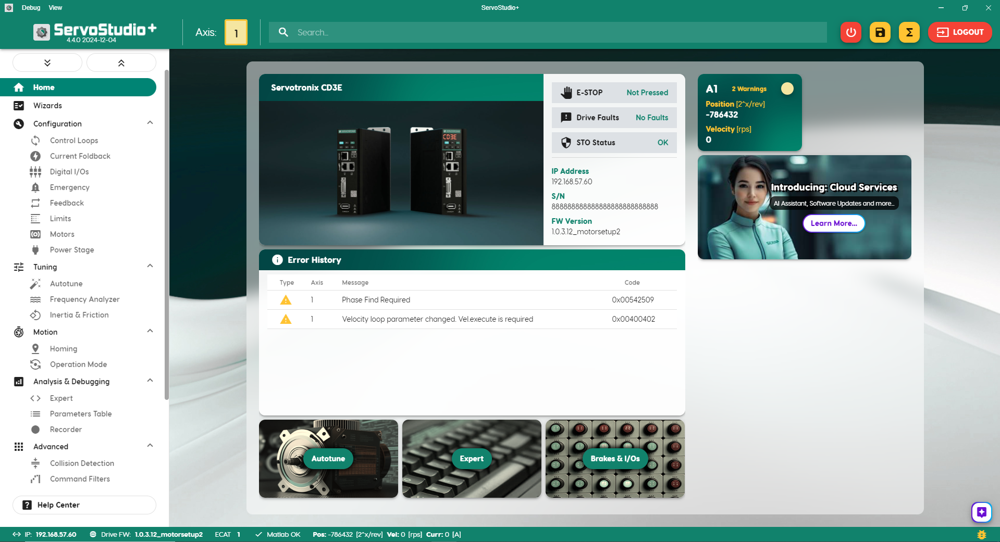 Debug View
ServoStudio+
ServoStudio+
4.4.0 2024-12-04
Axis: 1
Search...
LOGOUT
Home
Wizards
Configuration
Control Loops
Current Foldback
Digital I/Os
Emergency
Feedback
Limits
Motors
Power Stage
Tuning
Autotune
Frequency Analyzer
Inertia & Friction
Motion
Homing
Operation Mode
Analysis & Debugging
Expert
Parameters Table
Recorder
Advanced
Collision Detection
Command Filters
Help Center
Servotronix CD3E
CD3E
E-STOP Not Pressed
Drive Faults No Faults
STO Status OK
IP Address
192.168.57.60
S/N
FW Version
1.0.3.12_motorsetup2
A1 2 Warnings
Position [2^x/rev]
-786432
Velocity [rps]
0
Introducing: Cloud Services
AI Assistant, Software Updates and more...
Learn More...
Error History
Type Axis Message Code
1 Phase Find Required 0x00542509
1 Velocity loop parameter changed. Vel.execute is required 0x00400402
Autotune
Expert
Brakes & I/Os
IP: 192.168.57.60 Drive FW: 1.0.3.12_motorsetup2 ECAT 1 Matlab OK Pos: -786432 [2^x/rev] Vel: 0 [rps] Curr: 0 [A]